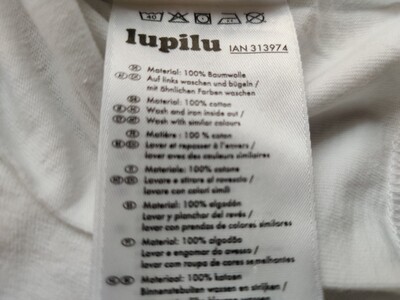 40
lupilu IAN 313974
Material: 100% Baumwolle
Auf links waschen und bügeln /
mit ähnlichen Farben waschen
Material: 100% cotton
Wash and iron inside out /
Wash with similar colours
Matière: 100 % coton
Laver et repasser à l'envers /
laver avec des couleurs similaires
Materiale: cotone
Lavare e stirare al rovescio /
lavare con colori simili
Material: 100% algodón
Lavar y planchar del revés /
lavar con prendas de colores similares
Material: 100% algodão
Lavar e engomar do avesso /
lavar com roupa de cores semelhantes
Materiaal: 100% katoen
Binnenstebuiten wassen en strijken /